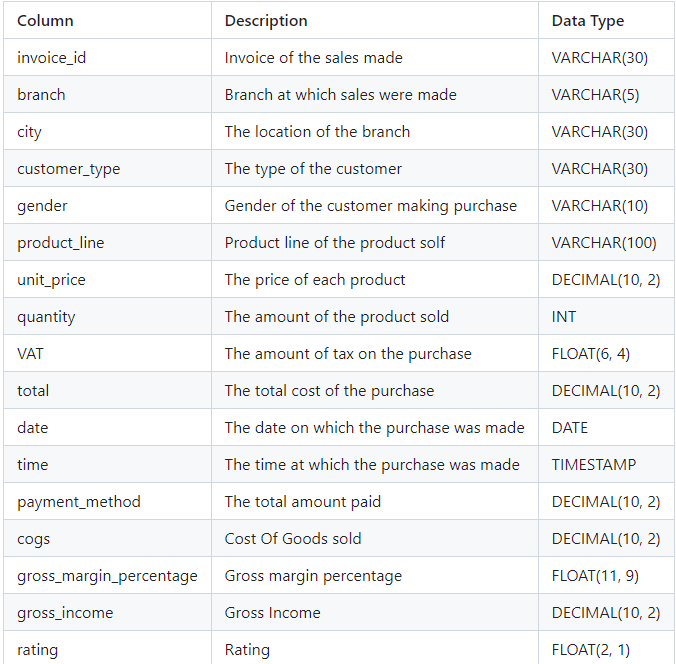 Column Description Data Type
invoice_id Invoice of the sales made VARCHAR(30)
branch Branch at which sales were made VARCHAR(5)
city The location of the branch VARCHAR(30)
customer_type The type of the customer VARCHAR(30)
gender Gender of the customer making purchase VARCHAR(10)
product_line Product line of the product solf VARCHAR(100)
unit_price The price of each product DECIMAL(10, 2)
quantity The amount of the product sold INT
VAT The amount of tax on the purchase FLOAT(6, 4)
total The total cost of the purchase DECIMAL(10, 2)
date The date on which the purchase was made DATE
time The time at which the purchase was made TIMESTAMP
payment_method The total amount paid DECIMAL(10, 2)
cogs Cost Of Goods sold DECIMAL(10, 2)
gross_margin_percentage Gross margin percentage FLOAT(11, 9)
gross_income Gross Income DECIMAL(10, 2)
rating Rating FLOAT(2, 1)